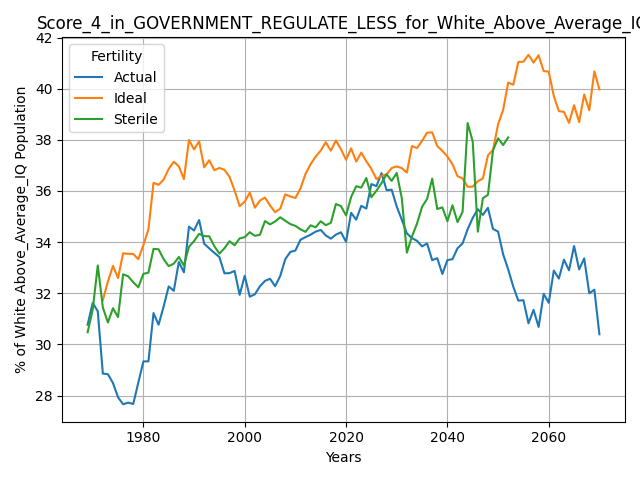 Score_4_in_GOVERNMENT_REGULATE_LESS_for_White_Above_Average_IQ
Fertility
Actual
Ideal
Sterile
% of White Above_Average_IQ Population
42
40
38
36
34
32
30
28
1980
2000
2020
2040
2060
Years